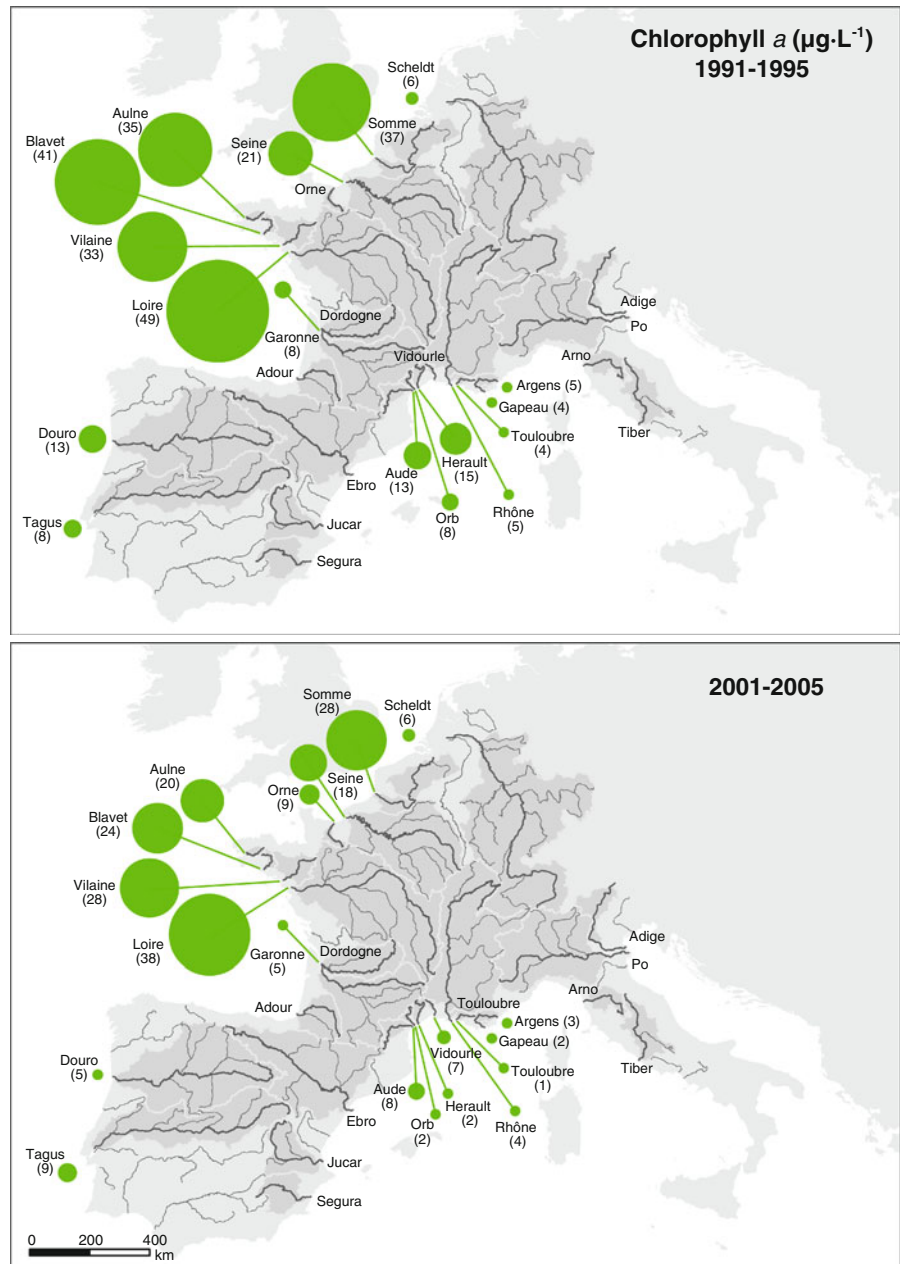 Chlorophyll a (µg·L-1)
1991-1995
Scheldt
(6)
Somme
(37)
Aulne
(35)
Seine
(21)
Blavet
(41)
Orne
Vilaine
(33)
Loire
(49)
Garonne
(8)
Dordogne
Adige
Po
Vidourle
Arno
Adour
Argens (5)
Gapeau (4)
Touloubre
(4)
Tiber
Douro
(13)
Aude
(13)
Herault
(15)
Ebro
Orb
(8)
Rhône
(5)
Tagus
(8)
Jucar
Segura
2001-2005
Somme
(28)
Scheldt
(6)
Aulne
(20)
Seine
(18)
Orne
(9)
Blavet
(24)
Vilaine
(28)
Loire
(38)
Garonne
(5)
Dordogne
Adige
Po
Adour
Touloubre
Arno
Argens (3)
Gapeau (2)
Vidourle
(7)
Touloubre
(1)
Tiber
Douro
(5)
Aude
(8)
Herault
(2)
Ebro
Orb
(2)
Rhône
(4)
Tagus
(9)
Jucar
Segura
0 200 400
km